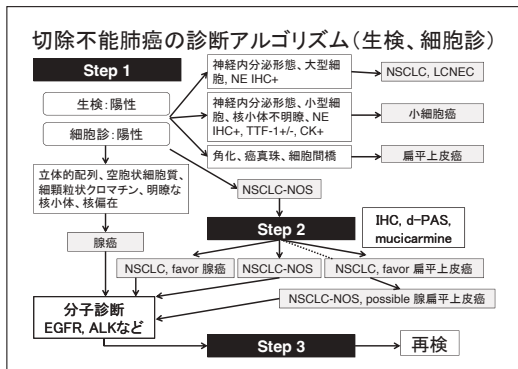 切除不能肺癌の診断アルゴリズム(生検、細胞診)
Step 1
生検:陽性
細胞診:陽性
神経内分泌形態、大型細
胞, NE IHC+
NSCLC, LCNEC
神経内分泌形態、小型細
胞、核小体不明瞭、NE
IHC+, TTF-1+/-, CK+
小細胞癌
角化、癌真珠、細胞間橋
扁平上皮癌
立体的配列、空胞状細胞質、
細顆粒状クロマチン、明瞭な
核小体、核偏在
NSCLC-NOS
腺癌
Step 2
IHC, d-PAS,
mucicarmine
NSCLC, favor 腺癌
NSCLC-NOS
NSCLC, favor 扁平上皮癌
NSCLC-NOS, possible 腺扁平上皮癌
分子診断
EGFR, ALKなど
Step 3
再検